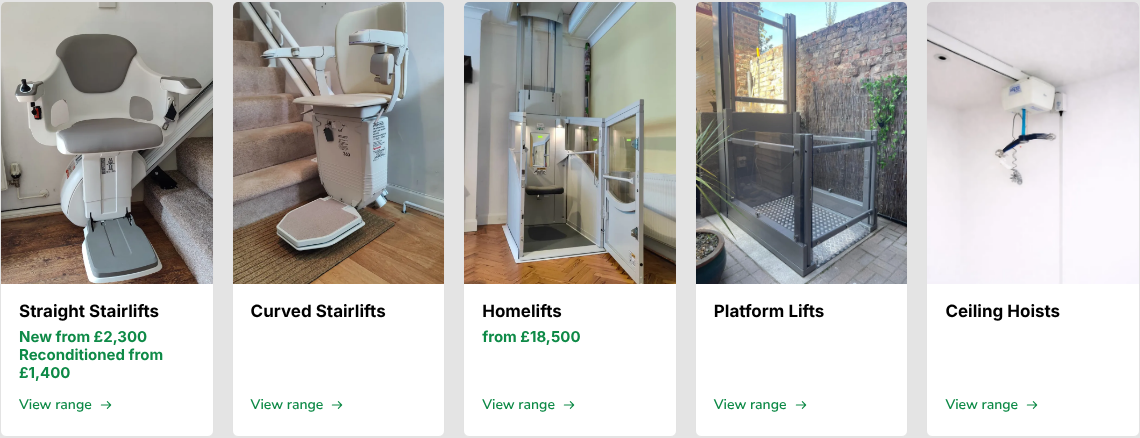 Straight Stairlifts
New from £2,300
Reconditioned from
£1,400
View range →
Curved Stairlifts
View range →
Homelifts
from £18,500
View range →
Platform Lifts
View range →
Ceiling Hoists
View range →